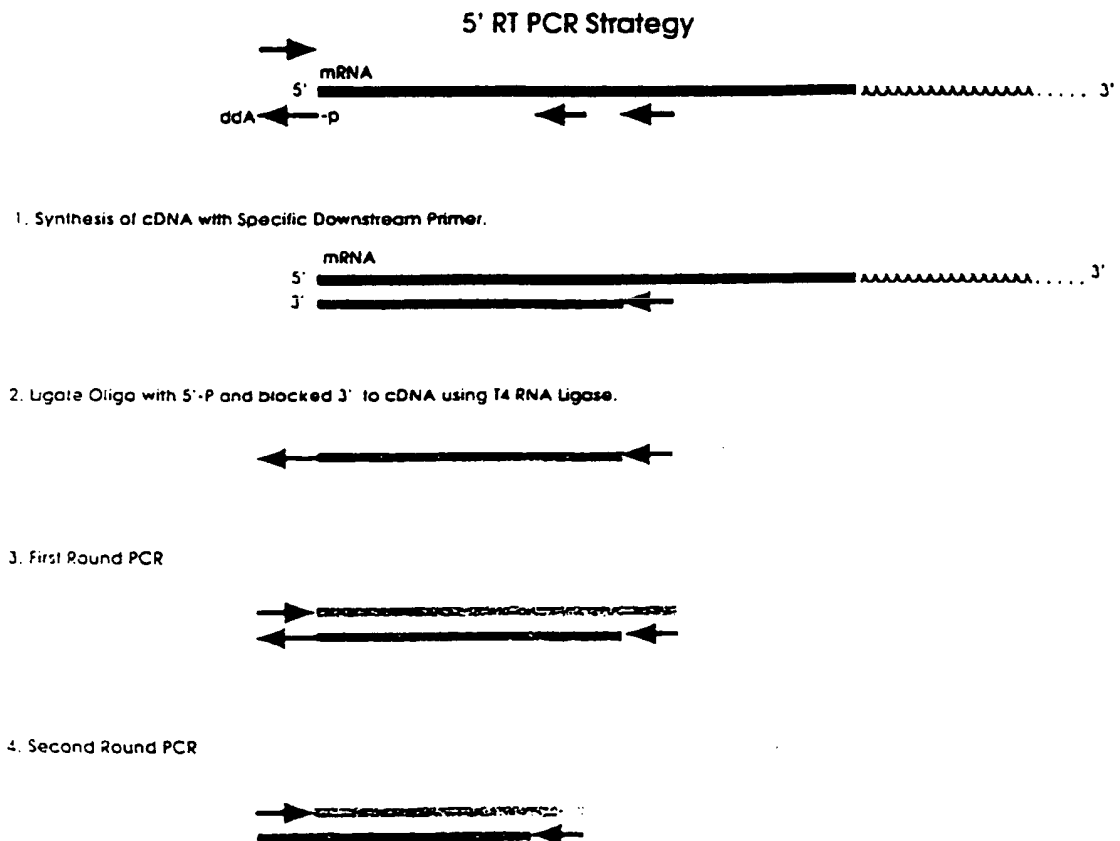 5' RT PCR Strategy
mRNA
5' AAAAAAAAAAAAAAAA..... 3'
ddA -p
1. Synthesis of cDNA with Specific Downstream Primer.
mRNA
5' AAAAAAAAAAAAAAAA..... 3'
3'
2. Ligate Oligo with 5'-P and blocked 3' to cDNA using T4 RNA Ligase.
3. First Round PCR
4. Second Round PCR